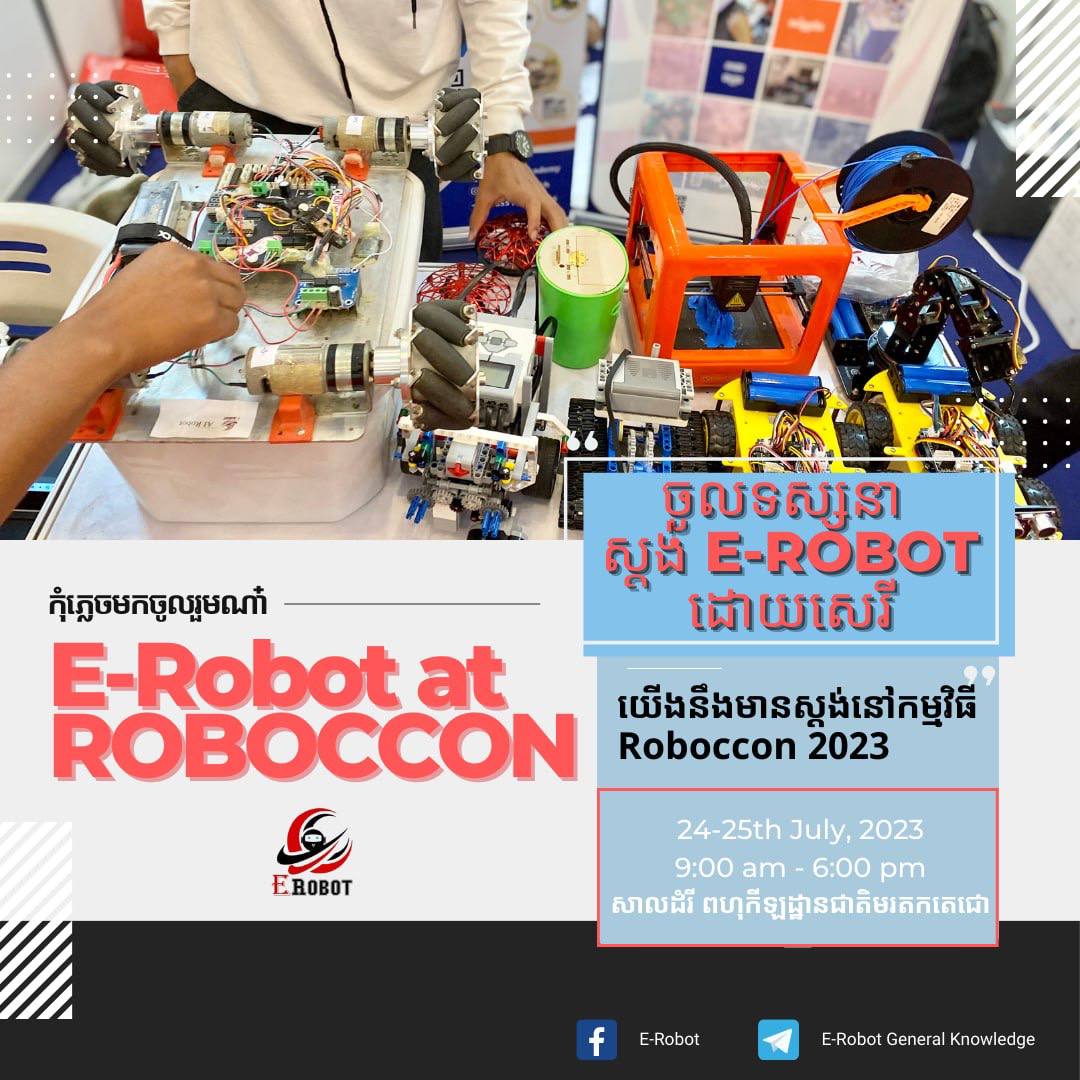 AI Robot
ចូលទស្សនា
ស្តង់ E-ROBOT
ដោយសេរី
កុំភ្លេចមកចូលរួមណា៎
E-Robot at
ROBOCCON
យើងនឹងមានស្តង់នៅកម្មវិធី
Roboccon 2023
24-25th July, 2023
9:00 am - 6:00 pm
សាលដំរី ពហុកីឡដ្ឋានជាតិមរតកតេជោ
E ROBOT
E-Robot
E-Robot General Knowledge